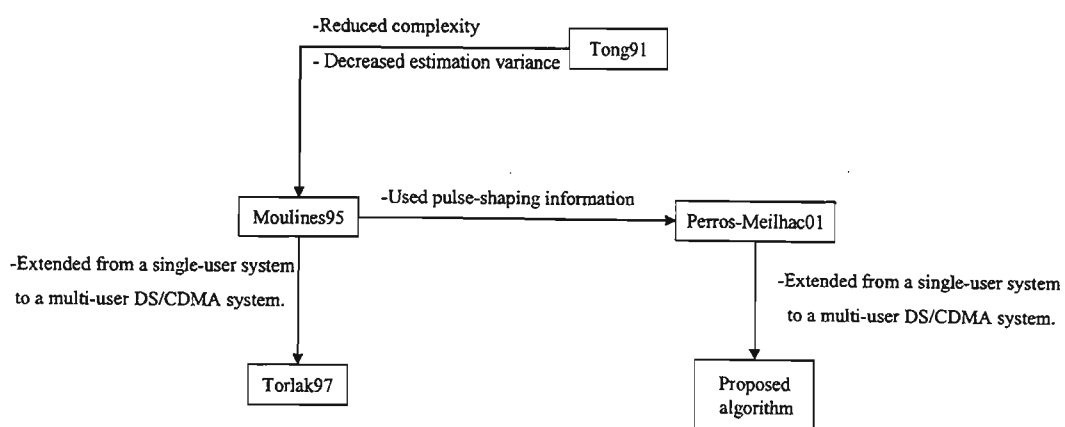 -Reduced complexity
Tong91
- Decreased estimation variance
Moulines95
-Used pulse-shaping information
Perros-Meilhac01
-Extended from a single-user system
to a multi-user DS/CDMA system.
-Extended from a single-user system
to a multi-user DS/CDMA system.
Torlak97
Proposed
algorithm